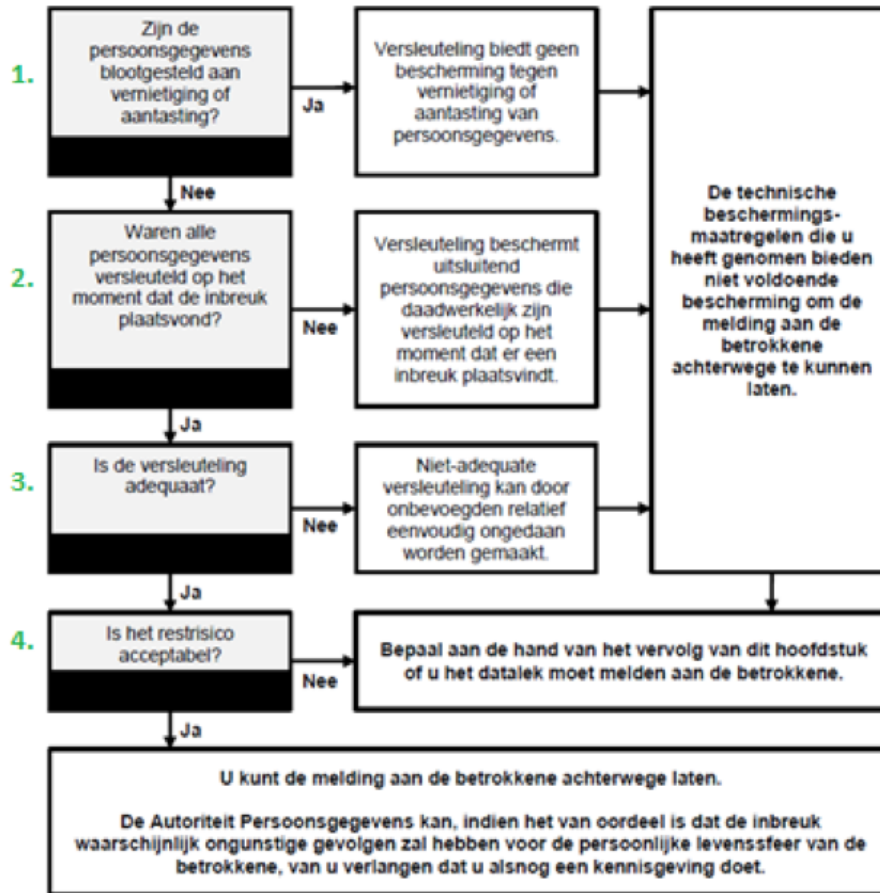 1.
Zijn de
persoonsgegevens
blootgesteld aan
vernietiging of
aantasting?
Ja
Versleuteling biedt geen
bescherming tegen
vernietiging of
aantasting van
persoonsgegevens.
De technische
beschermings-
maatregelen die u
heeft genomen bieden
niet voldoende
bescherming om de
melding aan de
betrokkene
achterwege te kunnen
laten.
Nee
2.
Waren alle
persoonsgegevens
versleuteld op het
moment dat de inbreuk
plaatsvond?
Nee
Versleuteling beschermt
uitsluitend
persoonsgegevens die
daadwerkelijk zijn
versleuteld op het
moment dat er een
inbreuk plaatsvindt.
Ja
3.
Is de versleuteling
adequaat?
Nee
Niet-adequate
versleuteling kan door
onbevoegden relatief
eenvoudig ongedaan
worden gemaakt.
Ja
4.
Is het restrisico
acceptabel?
Nee
Bepaal aan de hand van het vervolg van dit hoofdstuk
of u het datalek moet melden aan de betrokkene.
Ja
U kunt de melding aan de betrokkene achterwege laten.
De Autoriteit Persoonsgegevens kan, indien het van oordeel is dat de inbreuk
waarschijnlijk ongunstige gevolgen zal hebben voor de persoonlijke levenssfeer van de
betrokkene, van u verlangen dat u alsnog een kennisgeving doet.